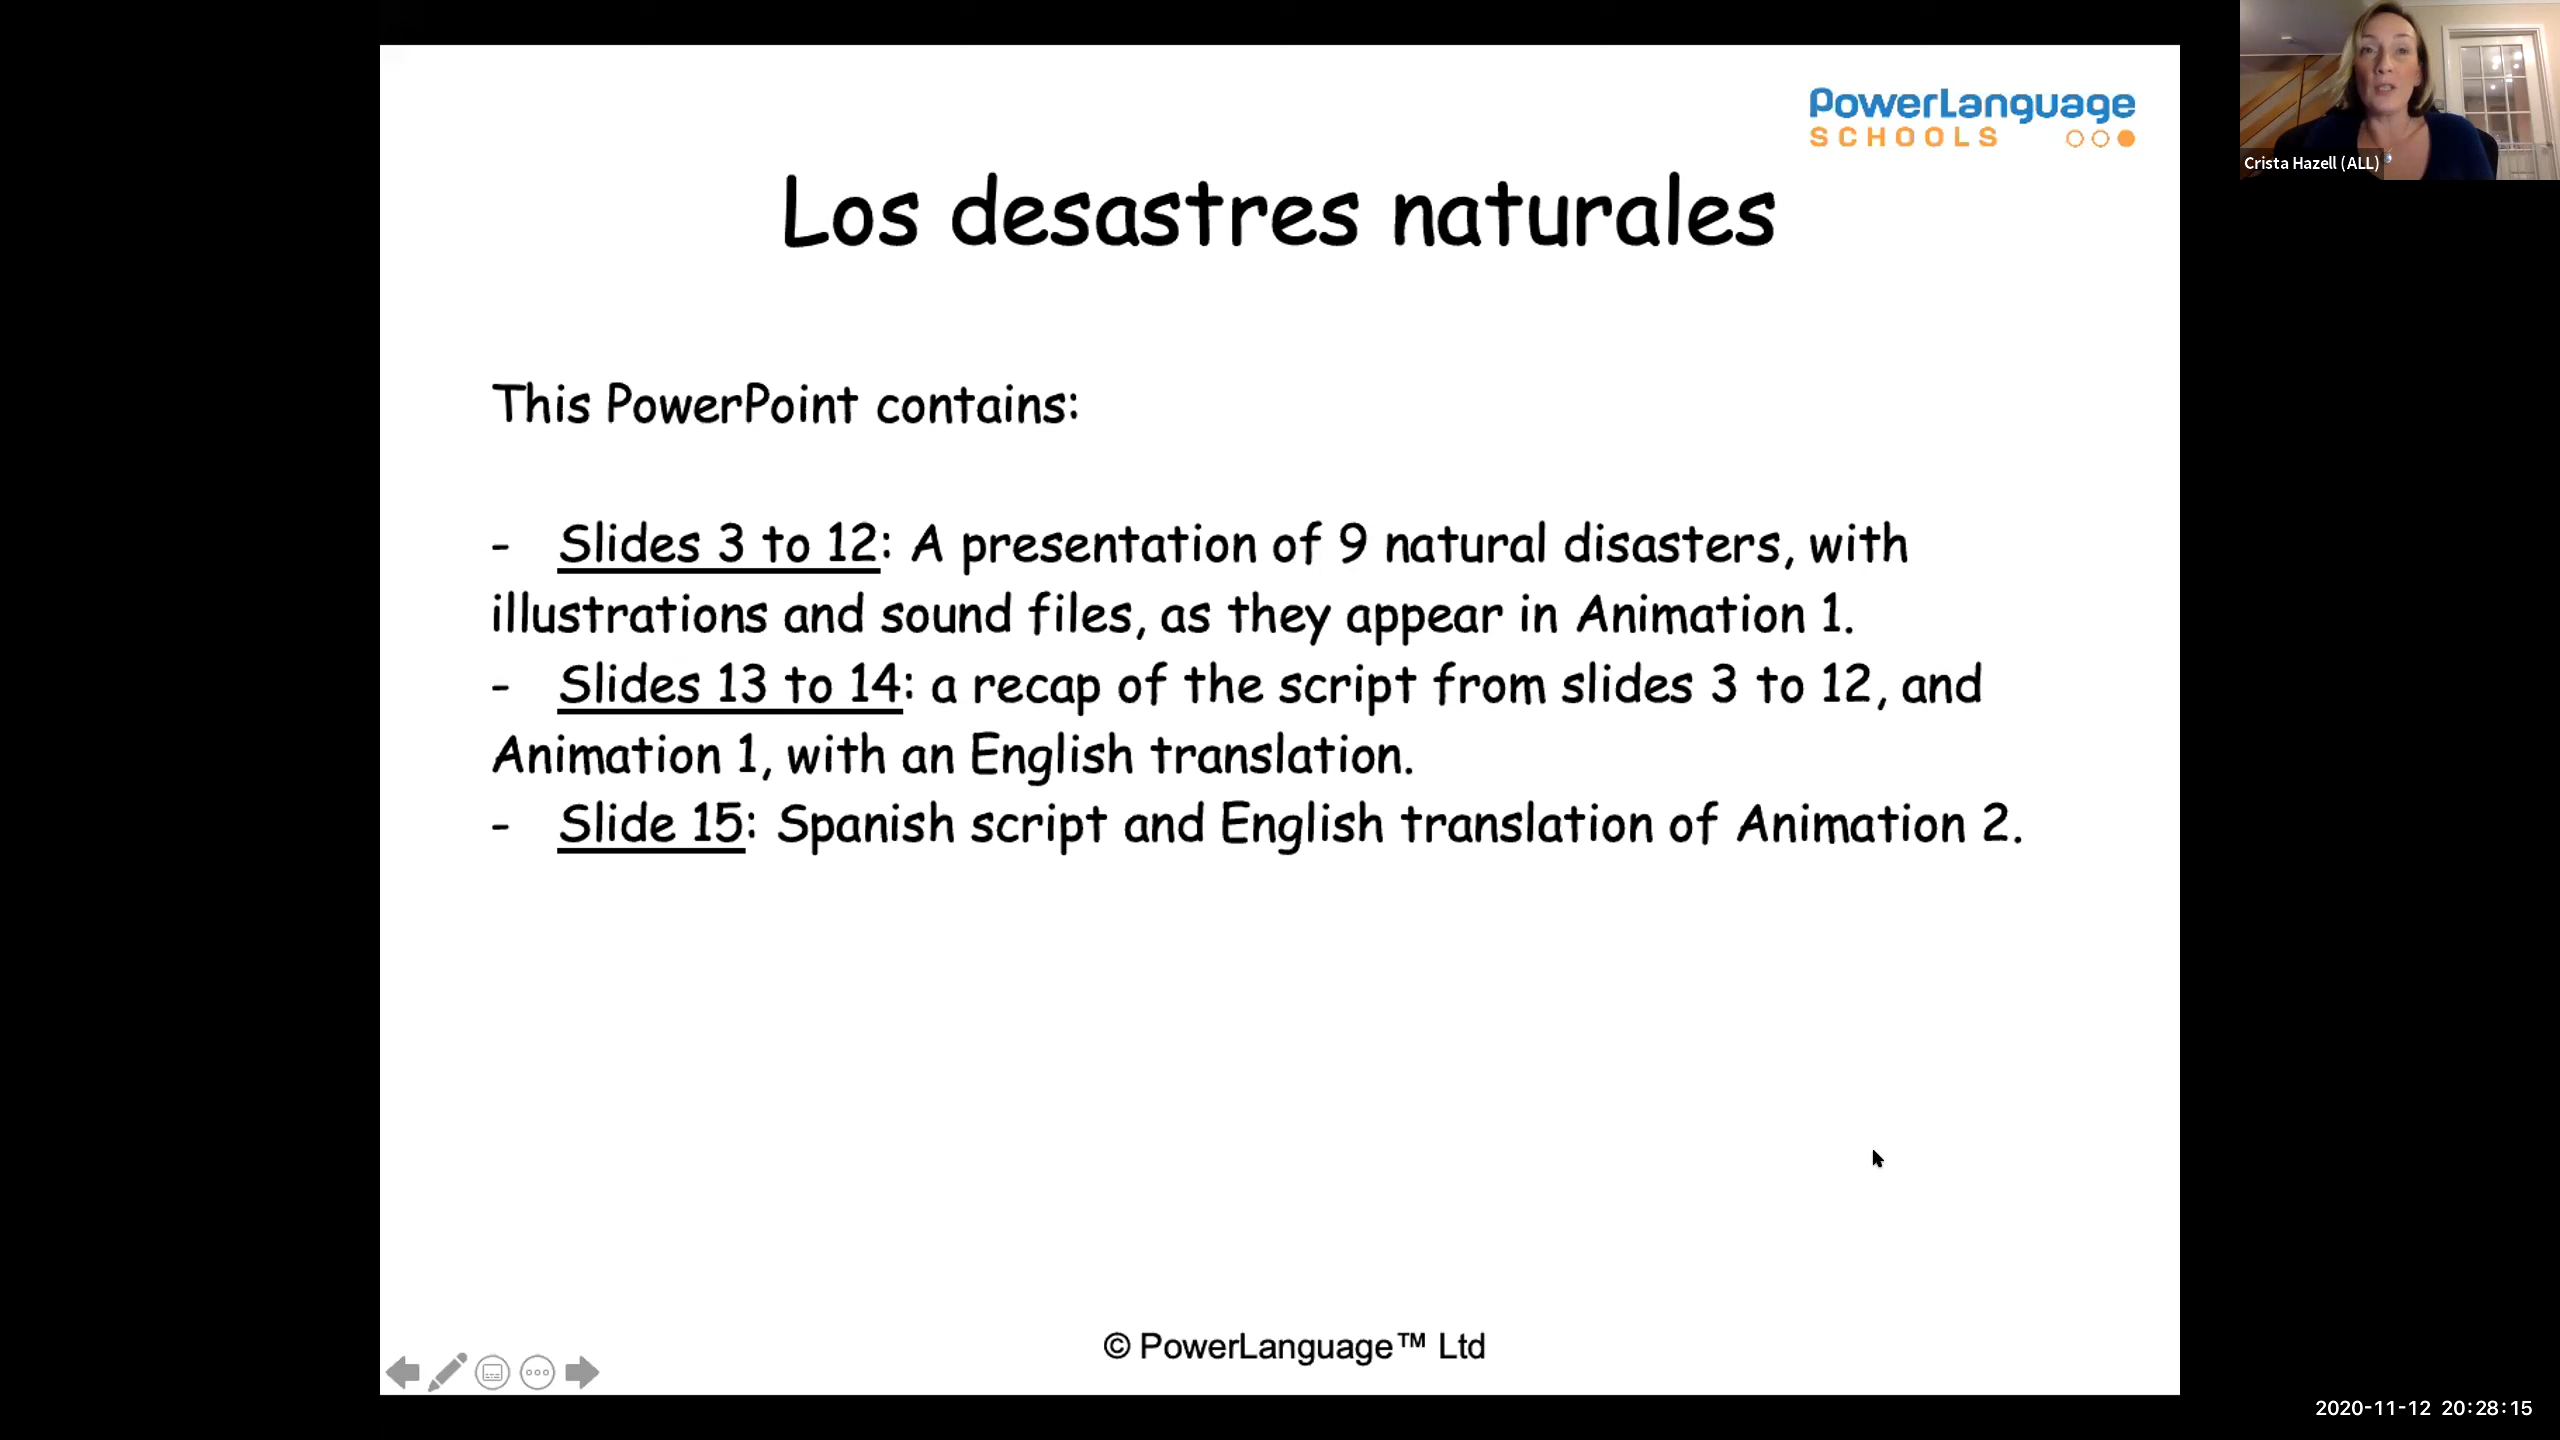 PowerLanguage
SCHOOLS
Crista Hazell (ALL)
Los desastres naturales
This PowerPoint contains:
- Slides 3 to 12: A presentation of 9 natural disasters, with
illustrations and sound files, as they appear in Animation 1.
- Slides 13 to 14: a recap of the script from slides 3 to 12, and
Animation 1, with an English translation.
- Slide 15: Spanish script and English translation of Animation 2.
© PowerLanguage™ Ltd
2020-11-12 20:28:15